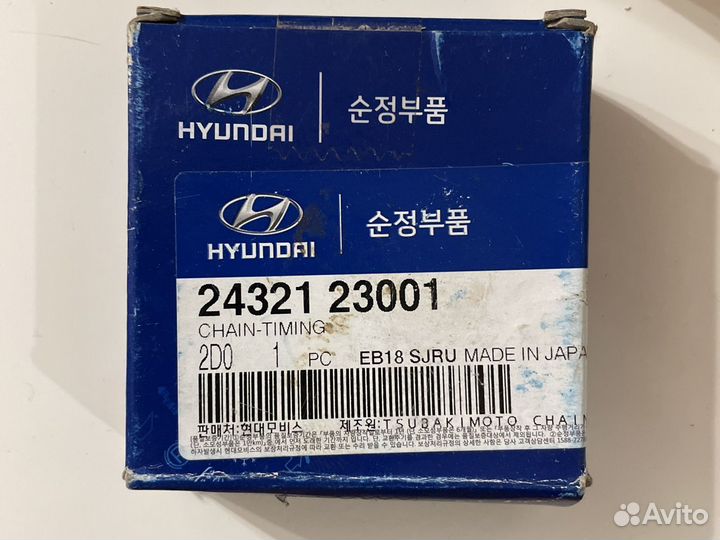 HYUNDAI
순정부품
HYUNDAI
순정부품
24321 23001
CHAIN-TIMING
2D0 1 PC EB18 SJRU MADE IN JAPA
판매처:현대모비스 제조원:TSUBAKIMOTO CHAIN
Avito